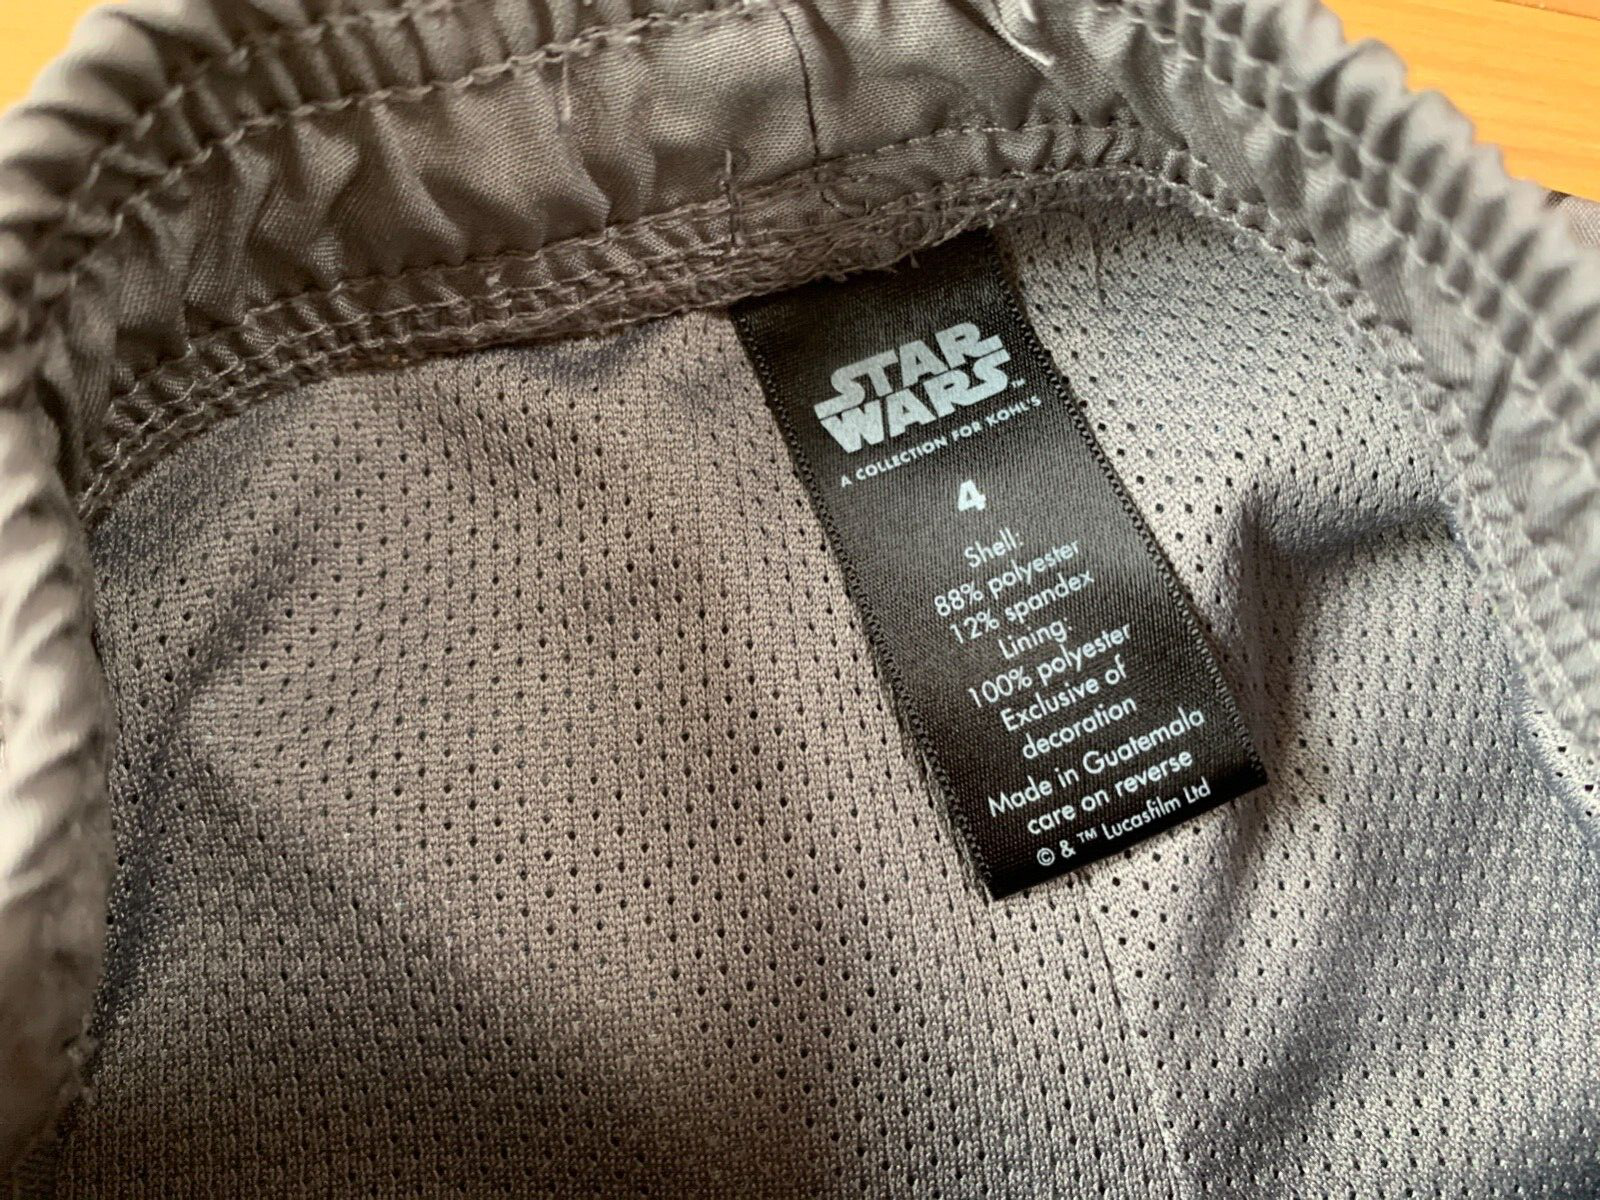 STAR
WARS™
A COLLECTION FOR KOHL'S
4
Shell:
88% polyester
12% spandex
Lining:
100% polyester
Exclusive of
decoration
Made in Guatemala
care on reverse
© & ™ Lucasfilm Ltd